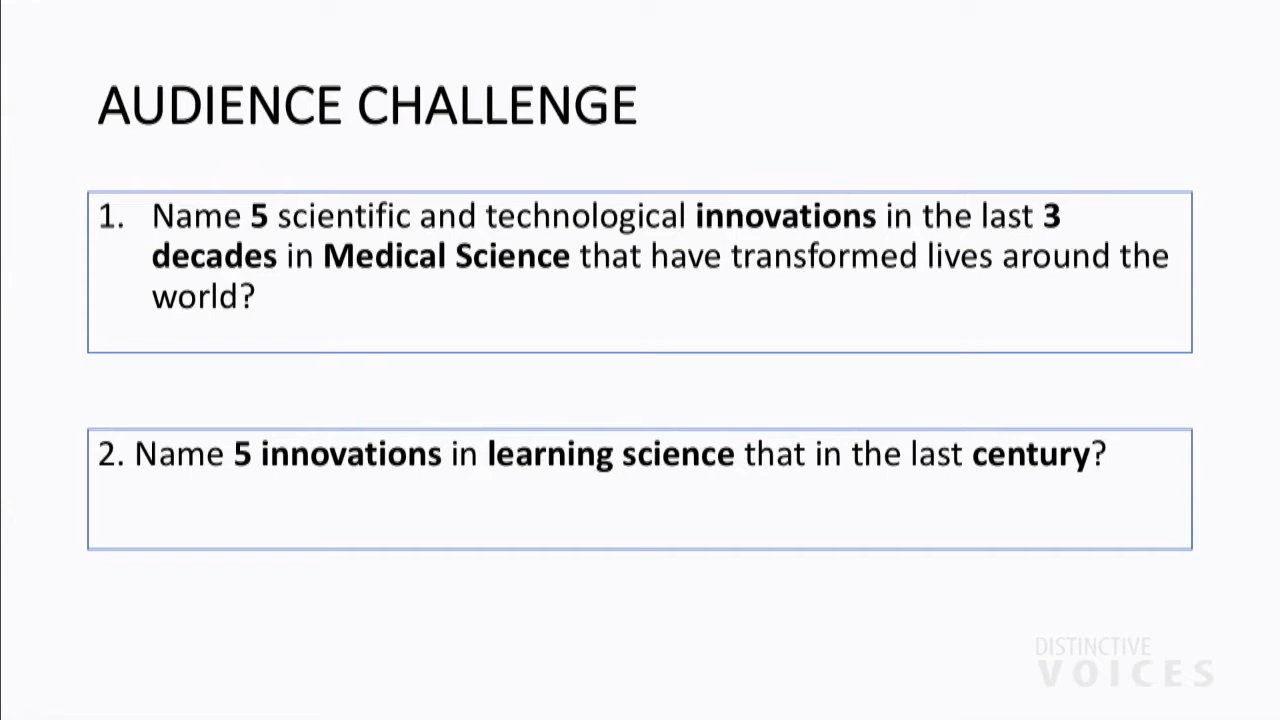 AUDIENCE CHALLENGE
1. Name 5 scientific and technological innovations in the last 3
decades in Medical Science that have transformed lives around the
world?
2. Name 5 innovations in learning science that in the last century?
DISTINCTIVE
VOICES